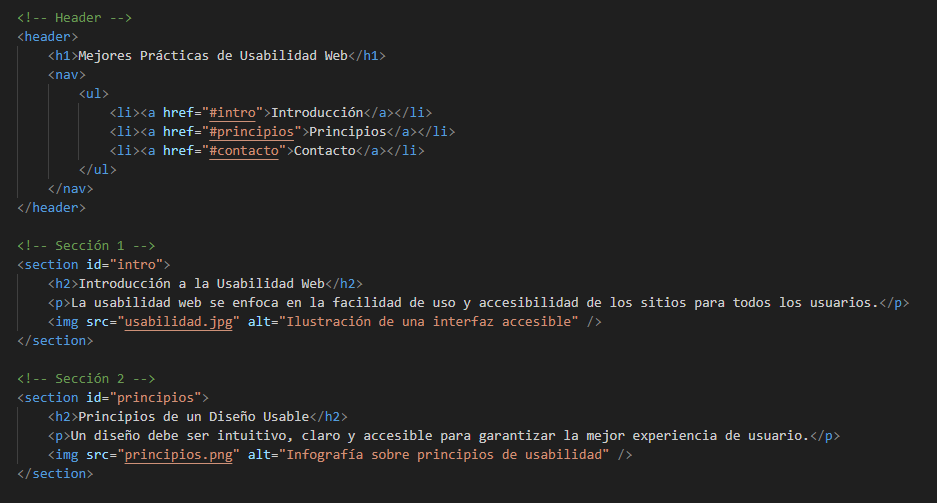 <!-- Header -->
<header>
    <h1>Mejores Prácticas de Usabilidad Web</h1>
    <nav>
        <ul>
            <li><a href="#intro">Introducción</a></li>
            <li><a href="#principios">Principios</a></li>
            <li><a href="#contacto">Contacto</a></li>
        </ul>
    </nav>
</header>

<!-- Sección 1 -->
<section id="intro">
    <h2>Introducción a la Usabilidad Web</h2>
    <p>La usabilidad web se enfoca en la facilidad de uso y accesibilidad de los sitios para todos los usuarios.</p>
    <img src="usabilidad.jpg" alt="Ilustración de una interfaz accesible" />
</section>

<!-- Sección 2 -->
<section id="principios">
    <h2>Principios de un Diseño Usable</h2>
    <p>Un diseño debe ser intuitivo, claro y accesible para garantizar la mejor experiencia de usuario.</p>
    <img src="principios.png" alt="Infografía sobre principios de usabilidad" />
</section>